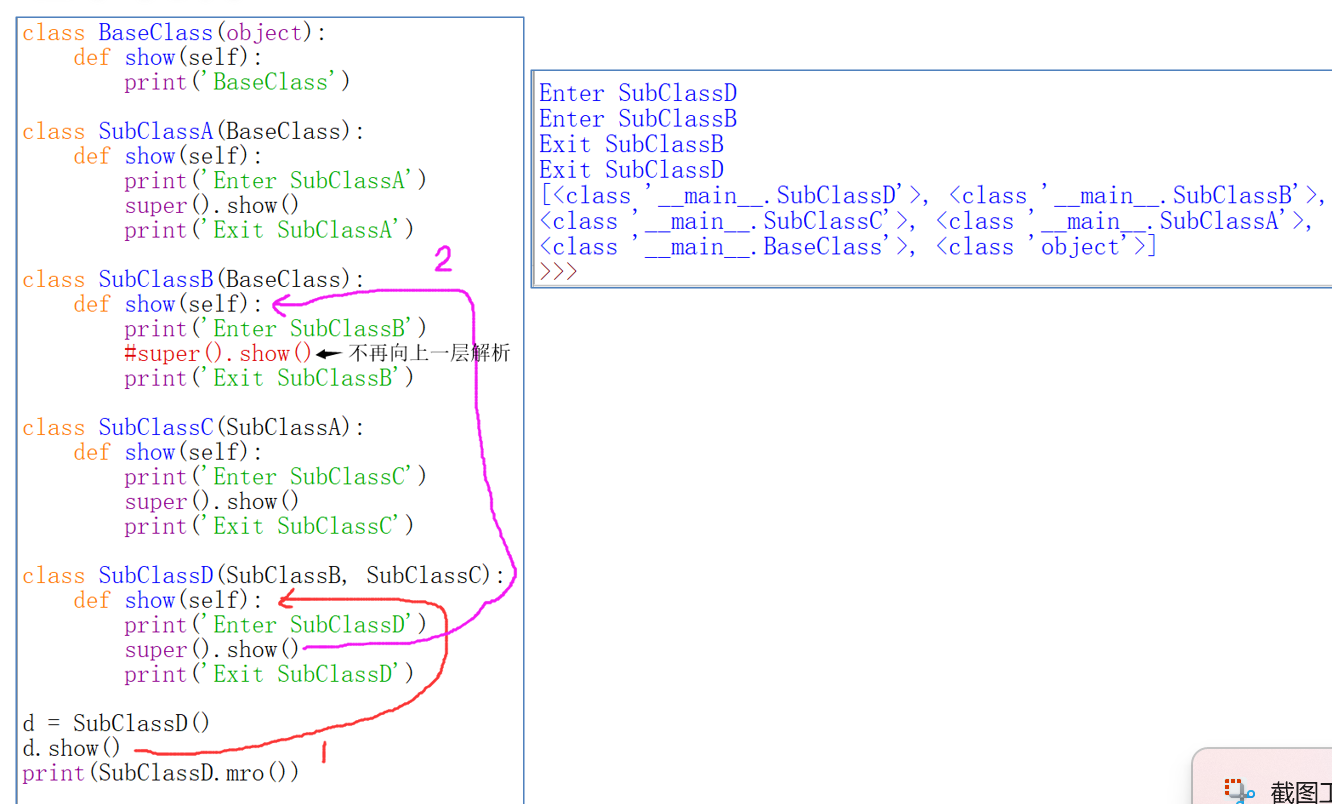 class BaseClass(object):
    def show(self):
        print('BaseClass')
class SubClassA(BaseClass):
    def show(self):
        print('Enter SubClassA')
        super().show()
        print('Exit SubClassA')
class SubClassB(BaseClass):
    def show(self):
        print('Enter SubClassB')
        #super().show() 不再向上一层解析
        print('Exit SubClassB')
class SubClassC(SubClassA):
    def show(self):
        print('Enter SubClassC')
        super().show()
        print('Exit SubClassC')
class SubClassD(SubClassB, SubClassC):
    def show(self):
        print('Enter SubClassD')
        super().show()
        print('Exit SubClassD')
d = SubClassD()
d.show()
print(SubClassD.mro())
2
1
Enter SubClassD
Enter SubClassB
Exit SubClassB
Exit SubClassD
[<class '__main__.SubClassD'>, <class '__main__.SubClassB'>,
<class '__main__.SubClassC'>, <class '__main__.SubClassA'>,
<class '__main__.BaseClass'>, <class 'object'>]
>>>
截图